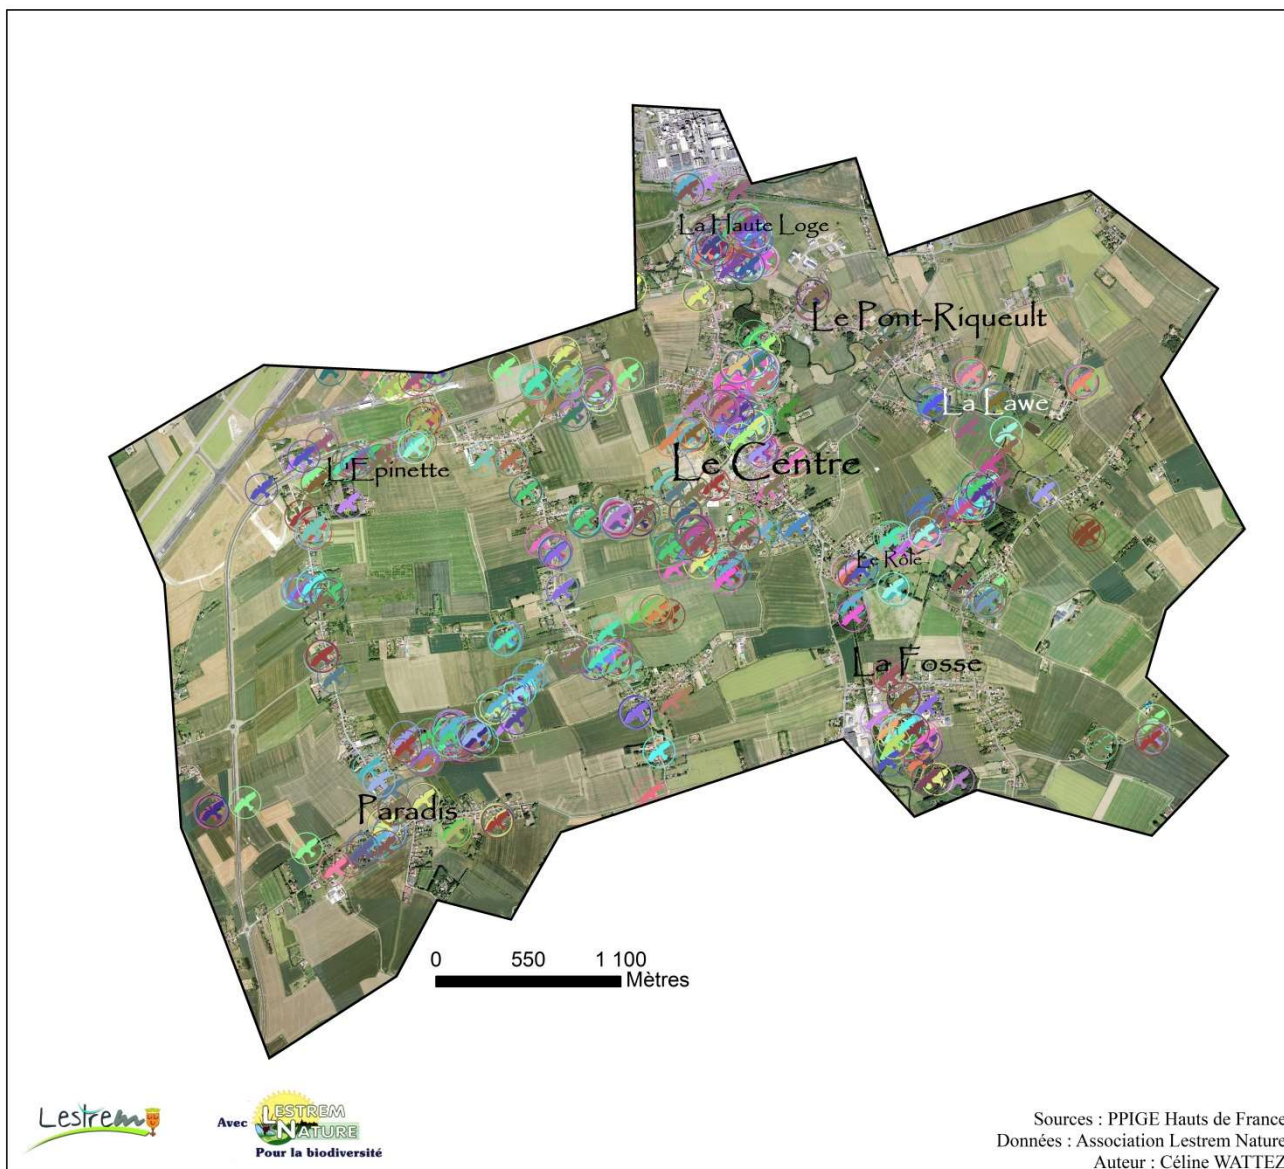 La Haute Loge
Le Pont-Riqueult
La Lawe
Le Centre
L'Epinette
Le Rôle
La Fosse
Paradis
0 550 1 100
Mètres
Lestrem
Avec LESTREM
NATURE
Pour la biodiversité
Sources : PPIGE Hauts de France
Données : Association Lestrem Nature
Auteur : Céline WATTEZ